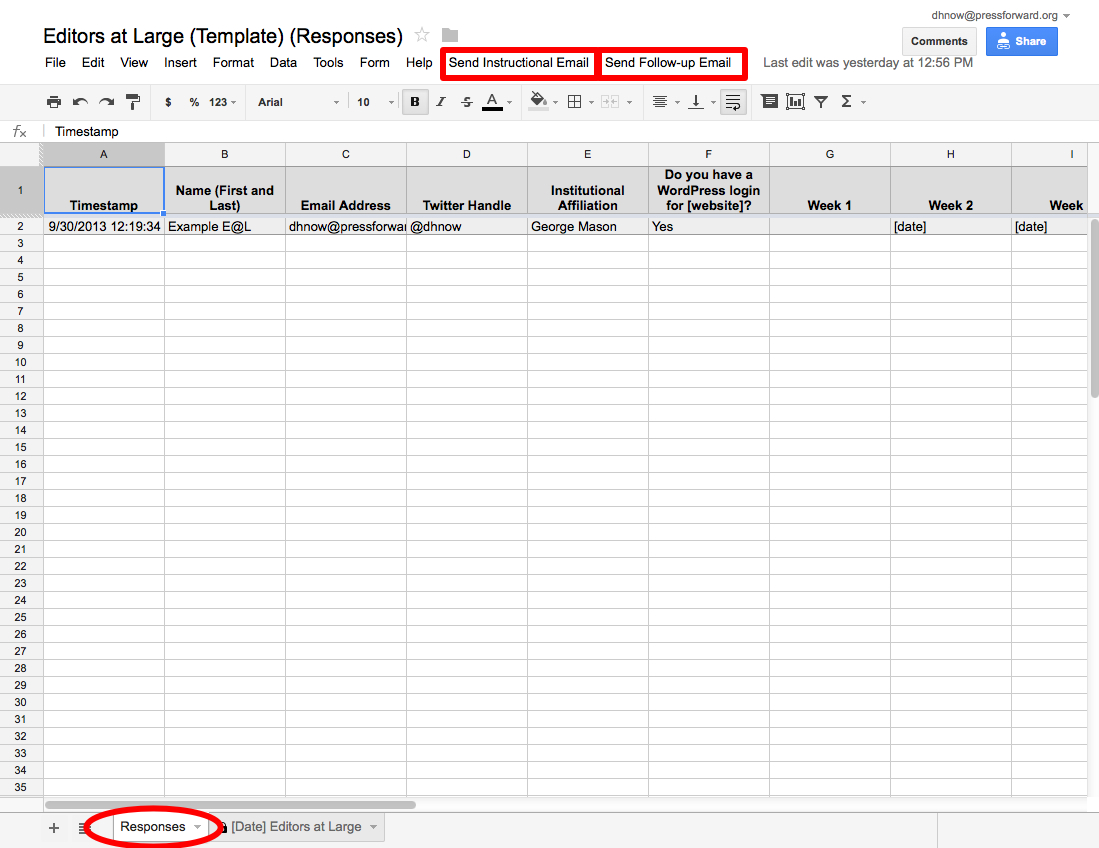 dhnow@pressforward.org
Editors at Large (Template) (Responses)
Comments
Share
File Edit View Insert Format Data Tools Form Help Send Instructional Email Send Follow-up Email Last edit was yesterday at 12:56 PM
$ % 123 Arial 10 B I S A Σ
fx Timestamp
A B C D E F G H I
1 Timestamp
Name (First and
Last)
Email Address
Twitter Handle
Institutional
Affiliation
Do you have a
WordPress login
for [website]?
Week 1
Week 2
Week
2 9/30/2013 12:19:34 Example E@L dhnow@pressforwar @dhnow George Mason Yes [date] [date]
3
4
5
6
7
8
9
10
11
12
13
14
15
16
17
18
19
20
21
22
23
24
25
26
27
28
29
30
31
32
33
34
35
+ Responses [Date] Editors at Large